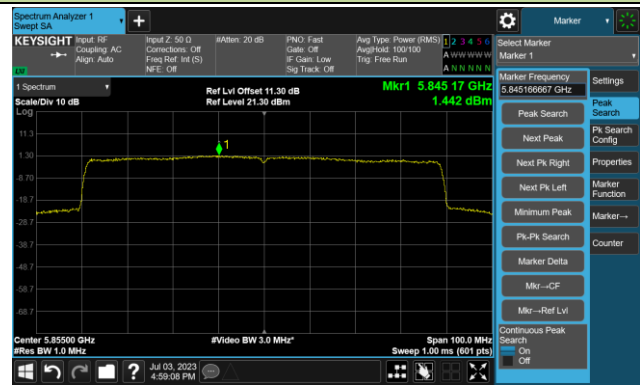 Spectrum Analyzer 1
Swept SA
Marker
KEYSIGHT
Input: RF
Coupling: AC
Align: Auto
Input Z: 50 Ω
Corrections: Off
Freq Ref: Int (S)
NFE: Off
#Atten: 20 dB
PNO: Fast
Gate: Off
IF Gain: Low
Sig Track: Off
Avg Type: Power (RMS)
Avg|Hold: 100/100
Trig: Free Run
1 2 3 4 5 6
A W W W W W
A N N N N N
LW
Select Marker
Marker 1
1 Spectrum
Scale/Div 10 dB
Log
Ref Lvl Offset 11.30 dB
Ref Level 21.30 dBm
Mkr1 5.845 17 GHz
1.442 dBm
1
11.3
1.30
-8.70
-18.7
-28.7
-38.7
-48.7
-58.7
-68.7
Center 5.85500 GHz
#Res BW 1.0 MHz
#Video BW 3.0 MHz*
Span 100.0 MHz
Sweep 1.00 ms (601 pts)
Marker Frequency
5.845166667 GHz
Peak Search
Next Peak
Next Pk Right
Next Pk Left
Minimum Peak
Pk-Pk Search
Marker Delta
Mkr→CF
Mkr→Ref Lvl
Continuous Peak
Search
On
Off
Settings
Peak
Search
Pk Search
Config
Properties
Marker
Function
Marker→
Counter
?
Jul 03, 2023
4:59:08 PM